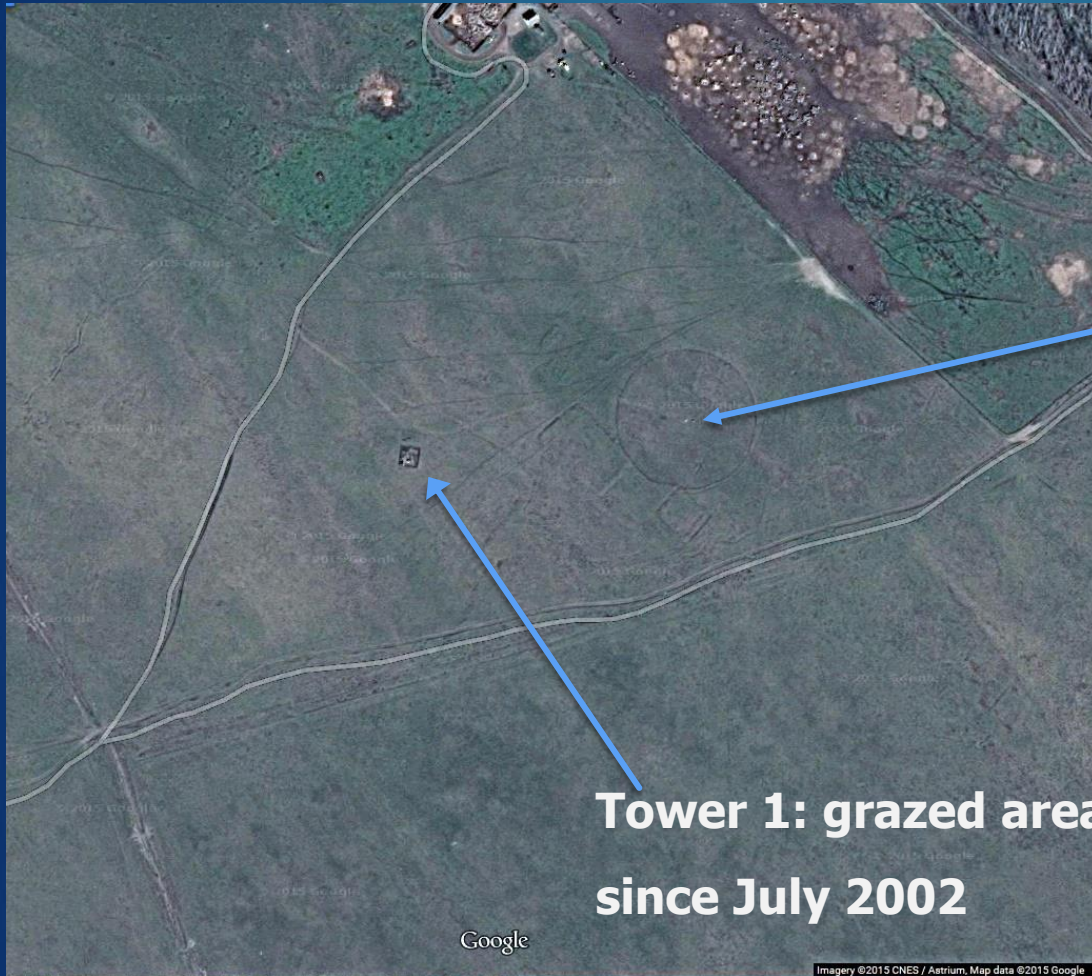 Tower 1: grazed area
since July 2002
Google
Imagery ©2015 CNES / Astrium, Map data ©2015 Google